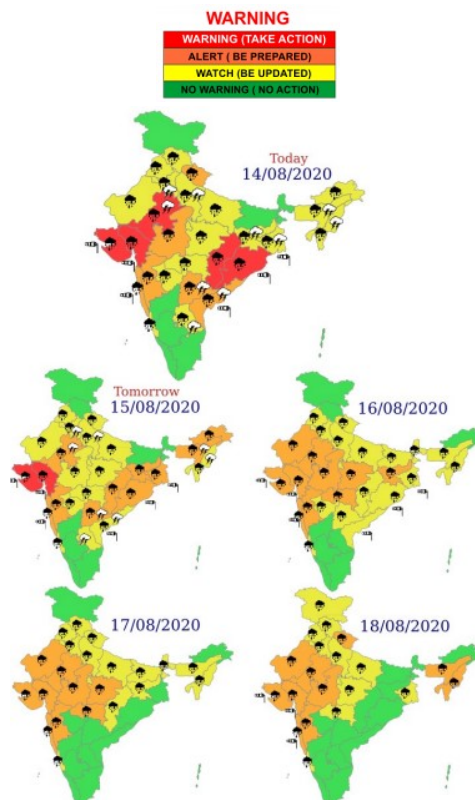 WARNING
WARNING (TAKE ACTION)
ALERT ( BE PREPARED)
WATCH (BE UPDATED)
NO WARNING ( NO ACTION)
Today
14/08/2020
Tomorrow
15/08/2020
16/08/2020
17/08/2020
18/08/2020